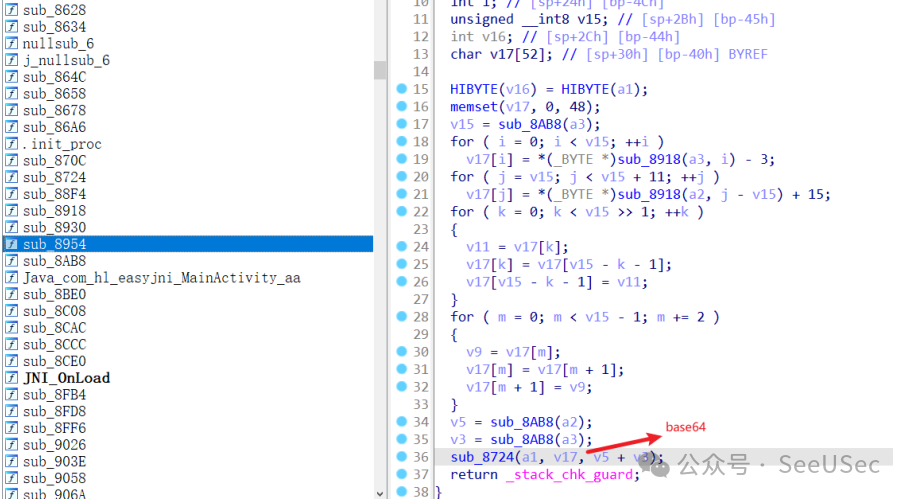 sub_8628
sub_8634
nullsub_6
j_nullsub_6
sub_864C
sub_8658
sub_8678
sub_86A6
.init_proc
sub_870C
sub_8724
sub_88F4
sub_8918
sub_8930
sub_8954
sub_8AB8
Java_com_hl_easyjni_MainActivity_aa
sub_8BE0
sub_8C08
sub_8CAC
sub_8CCC
sub_8CE0
JNI_OnLoad
sub_8FB4
sub_8FD8
sub_8FF6
sub_9026
sub_903E
sub_9058
sub_906A
10 int i; // [sp+24h] [bp-4Ch]
11 unsigned __int8 v15; // [sp+2Bh] [bp-45h]
12 int v16; // [sp+2Ch] [bp-44h]
13 char v17[52]; // [sp+30h] [bp-40h] BYREF
14
15 HIBYTE(v16) = HIBYTE(a1);
16 memset(v17, 0, 48);
17 v15 = sub_8AB8(a3);
18 for ( i = 0; i < v15; ++i )
19 v17[i] = *(_BYTE *)sub_8918(a3, i) - 3;
20 for ( j = v15; j < v15 + 11; ++j )
21 v17[j] = *(_BYTE *)sub_8918(a2, j - v15) + 15;
22 for ( k = 0; k < v15 >> 1; ++k )
23 {
24 v11 = v17[k];
25 v17[k] = v17[v15 - k - 1];
26 v17[v15 - k - 1] = v11;
27 }
28 for ( m = 0; m < v15 - 1; m += 2 )
29 {
30 v9 = v17[m];
31 v17[m] = v17[m + 1];
32 v17[m + 1] = v9;
33 }
34 v5 = sub_8AB8(a2);
base64
35 v3 = sub_8AB8(a3);
36 sub_8724(a1, v17, v5 + v3);
37 return _stack_chk_guard;
38 }
公众号 · SeeUSec